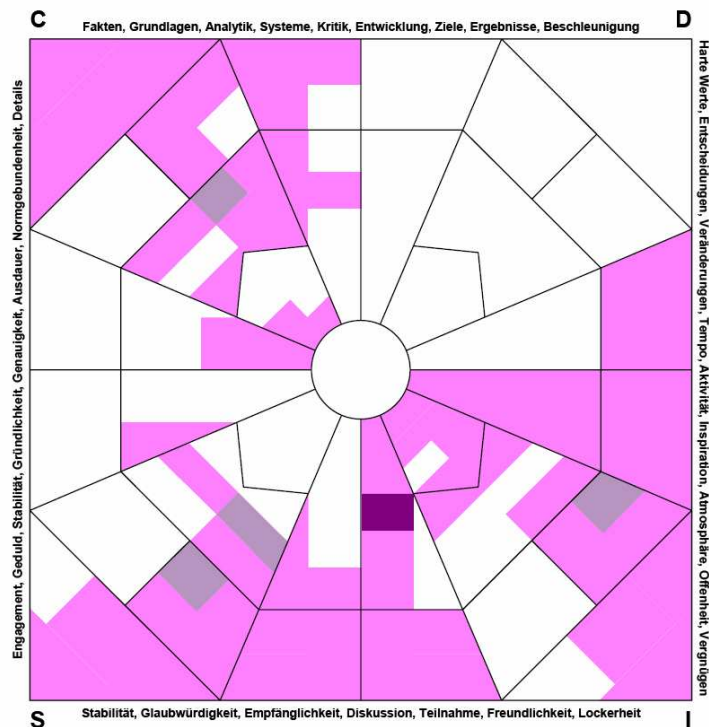 C
D
Fakten, Grundlagen, Analytik, Systeme, Kritik, Entwicklung, Ziele, Ergebnisse, Beschleunigung
Engagement, Geduld, Stabilität, Gründlichkeit, Genauigkeit, Ausdauer, Normgebundenheit, Details
Harte Werte, Entscheidungen, Veränderungen, Tempo, Aktivität, Inspiration, Atmosphäre, Offenheit, Vergnügen
Stabilität, Glaubwürdigkeit, Empfänglichkeit, Diskussion, Teilnahme, Freundlichkeit, Lockerheit
S
I